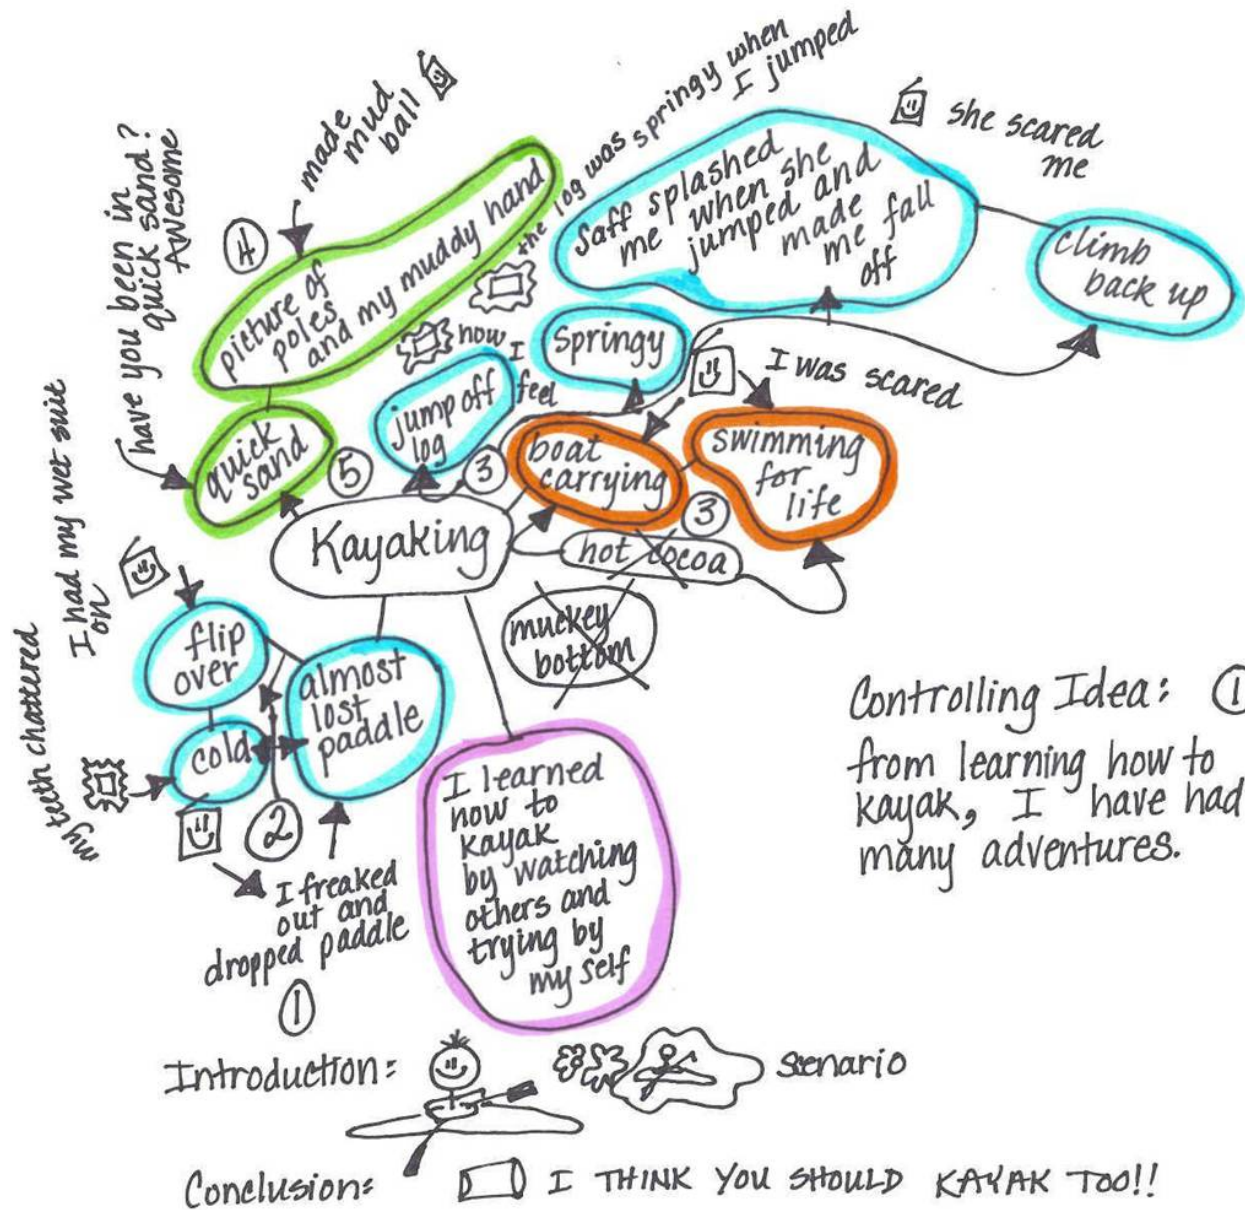 made
mud
ball
the log was springy when
I jumped
she scared
me
have you been in
quick sand?
Awesome
4
picture of
poles
and my muddy hand
Saff splashed
me when she
jumped and
made
me fall
off
climb
back up
how
I
feel
springy
I was scared
jump off
log
quick
sand
5
3
boat
carrying
swimming
for
life
3
Kayaking
hot cocoa
muckey
bottom
I had my wet suit
on
flip
over
almost
lost
paddle
cold
my teeth chattered
2
I freaked
out and
dropped paddle
1
I learned
how to
kayak
by watching
others and
trying by
my self
Controlling Idea: 1
from learning how to
kayak, I have had
many adventures.
Introduction:
scenario
Conclusion: I THINK YOU SHOULD KAYAK TOO!!